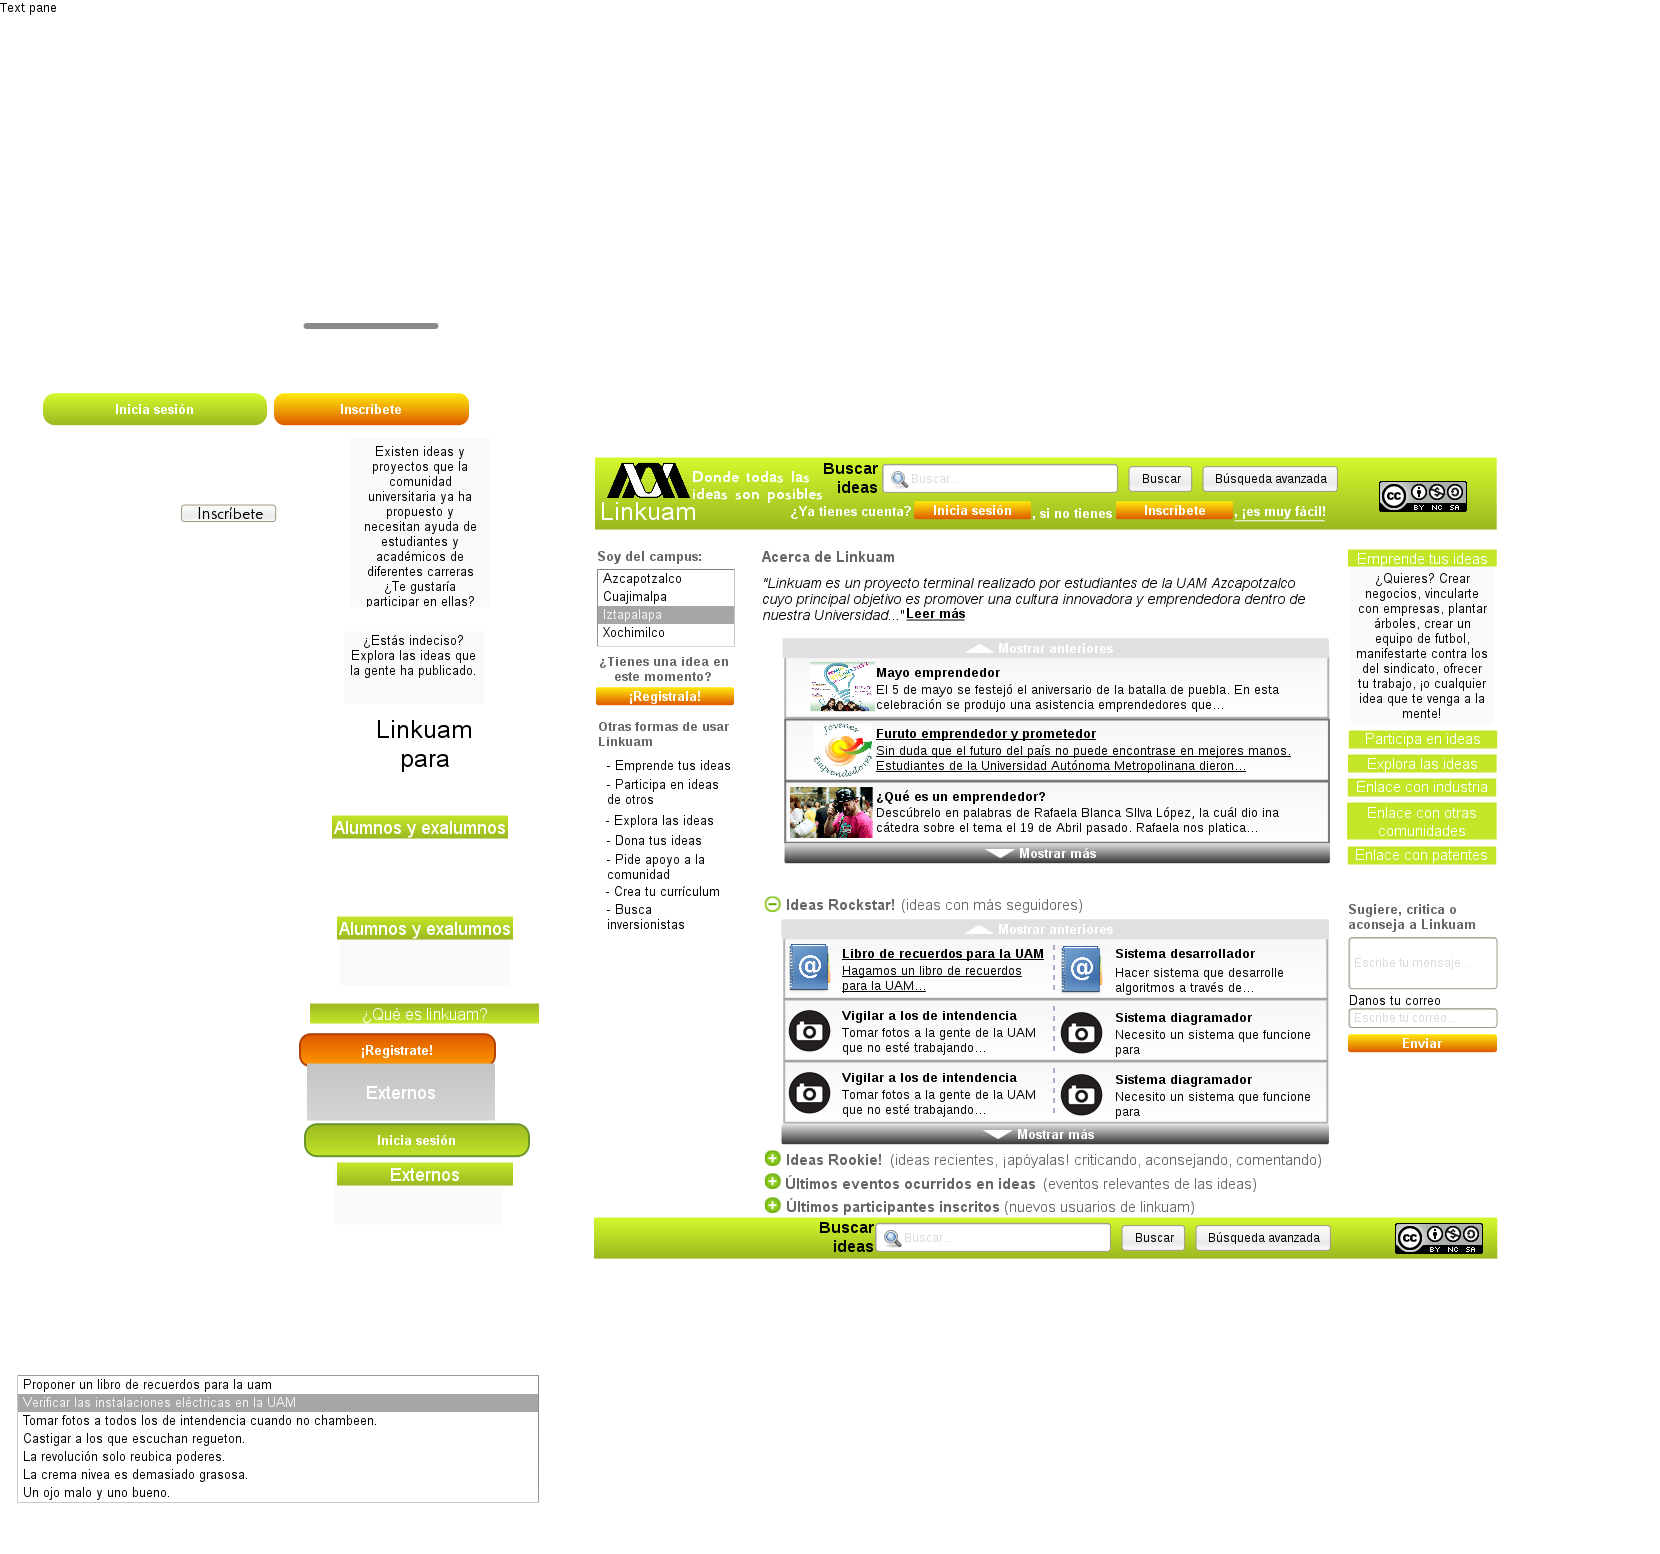 Text pane
Inicia sesión
Inscríbete
Existen ideas y
proyectos que la
comunidad
universitaria ya ha
propuesto y
necesitan ayuda de
estudiantes y
académicos de
diferentes carreras
¿Te gustaría
participar en ellas?
Inscríbete
¿Estás indeciso?
Explora las ideas que
la gente ha publicado.
Linkuam
para
Alumnos y exalumnos
Alumnos y exalumnos
¿Qué es linkuam?
¡Registrate!
Externos
Inicia sesión
Externos
Proponer un libro de recuerdos para la uam
Verificar las instalaciones eléctricas en la UAM
Tomar fotos a todos los de intendencia cuando no chambeen.
Castigar a los que escuchan regueton.
La revolución solo reubica poderes.
La crema nivea es demasiado grasosa.
Un ojo malo y uno bueno.
Linkuam
Donde todas las
ideas son posibles
Buscar
ideas
Buscar...
Buscar
Búsqueda avanzada
¿Ya tienes cuenta?
Inicia sesión
, si no tienes
Inscríbete
, ¡es muy fácil!
cc
BY NC SA
Soy del campus:
Azcapotzalco
Cuajimalpa
Iztapalapa
Xochimilco
¿Tienes una idea en
este momento?
¡Registrala!
Otras formas de usar
Linkuam
- Emprende tus ideas
- Participa en ideas
de otros
- Explora las ideas
- Dona tus ideas
- Pide apoyo a la
comunidad
- Crea tu currículum
- Busca
inversionistas
Acerca de Linkuam
"Linkuam es un proyecto terminal realizado por estudiantes de la UAM Azcapotzalco
cuyo principal objetivo es promover una cultura innovadora y emprendedora dentro de
nuestra Universidad..." Leer más
Mostrar anteriores
Mayo emprendedor
El 5 de mayo se festejó el aniversario de la batalla de puebla. En esta
celebración se produjo una asistencia emprendedores que...
Jóvenes
Emprendedores
Furuto emprendedor y prometedor
Sin duda que el futuro del país no puede encontrase en mejores manos.
Estudiantes de la Universidad Autónoma Metropolinana dieron...
¿Qué es un emprendedor?
Descúbrelo en palabras de Rafaela Blanca SIlva López, la cuál dio ina
cátedra sobre el tema el 19 de Abril pasado. Rafaela nos platica...
Mostrar más
Ideas Rockstar! (ideas con más seguidores)
Mostrar anteriores
Libro de recuerdos para la UAM
Hagamos un libro de recuerdos
para la UAM...
Sistema desarrollador
Hacer sistema que desarrolle
algoritmos a través de...
Vigilar a los de intendencia
Tomar fotos a la gente de la UAM
que no esté trabajando...
Sistema diagramador
Necesito un sistema que funcione
para
Vigilar a los de intendencia
Tomar fotos a la gente de la UAM
que no esté trabajando...
Sistema diagramador
Necesito un sistema que funcione
para
Mostrar más
Ideas Rookie! (ideas recientes, ¡apóyalas! criticando, aconsejando, comentando)
Últimos eventos ocurridos en ideas (eventos relevantes de las ideas)
Últimos participantes inscritos (nuevos usuarios de linkuam)
Emprende tus ideas
¿Quieres? Crear
negocios, vincularte
con empresas, plantar
árboles, crear un
equipo de futbol,
manifestarte contra los
del sindicato, ofrecer
tu trabajo, ¡o cualquier
idea que te venga a la
mente!
Participa en ideas
Explora las ideas
Enlace con industria
Enlace con otras
comunidades
Enlace con patentes
Sugiere, critica o
aconseja a Linkuam
Escribe tu mensaje...
Danos tu correo
Escribe tu correo...
Enviar
Buscar
ideas
Buscar...
Buscar
Búsqueda avanzada
cc
BY NC SA